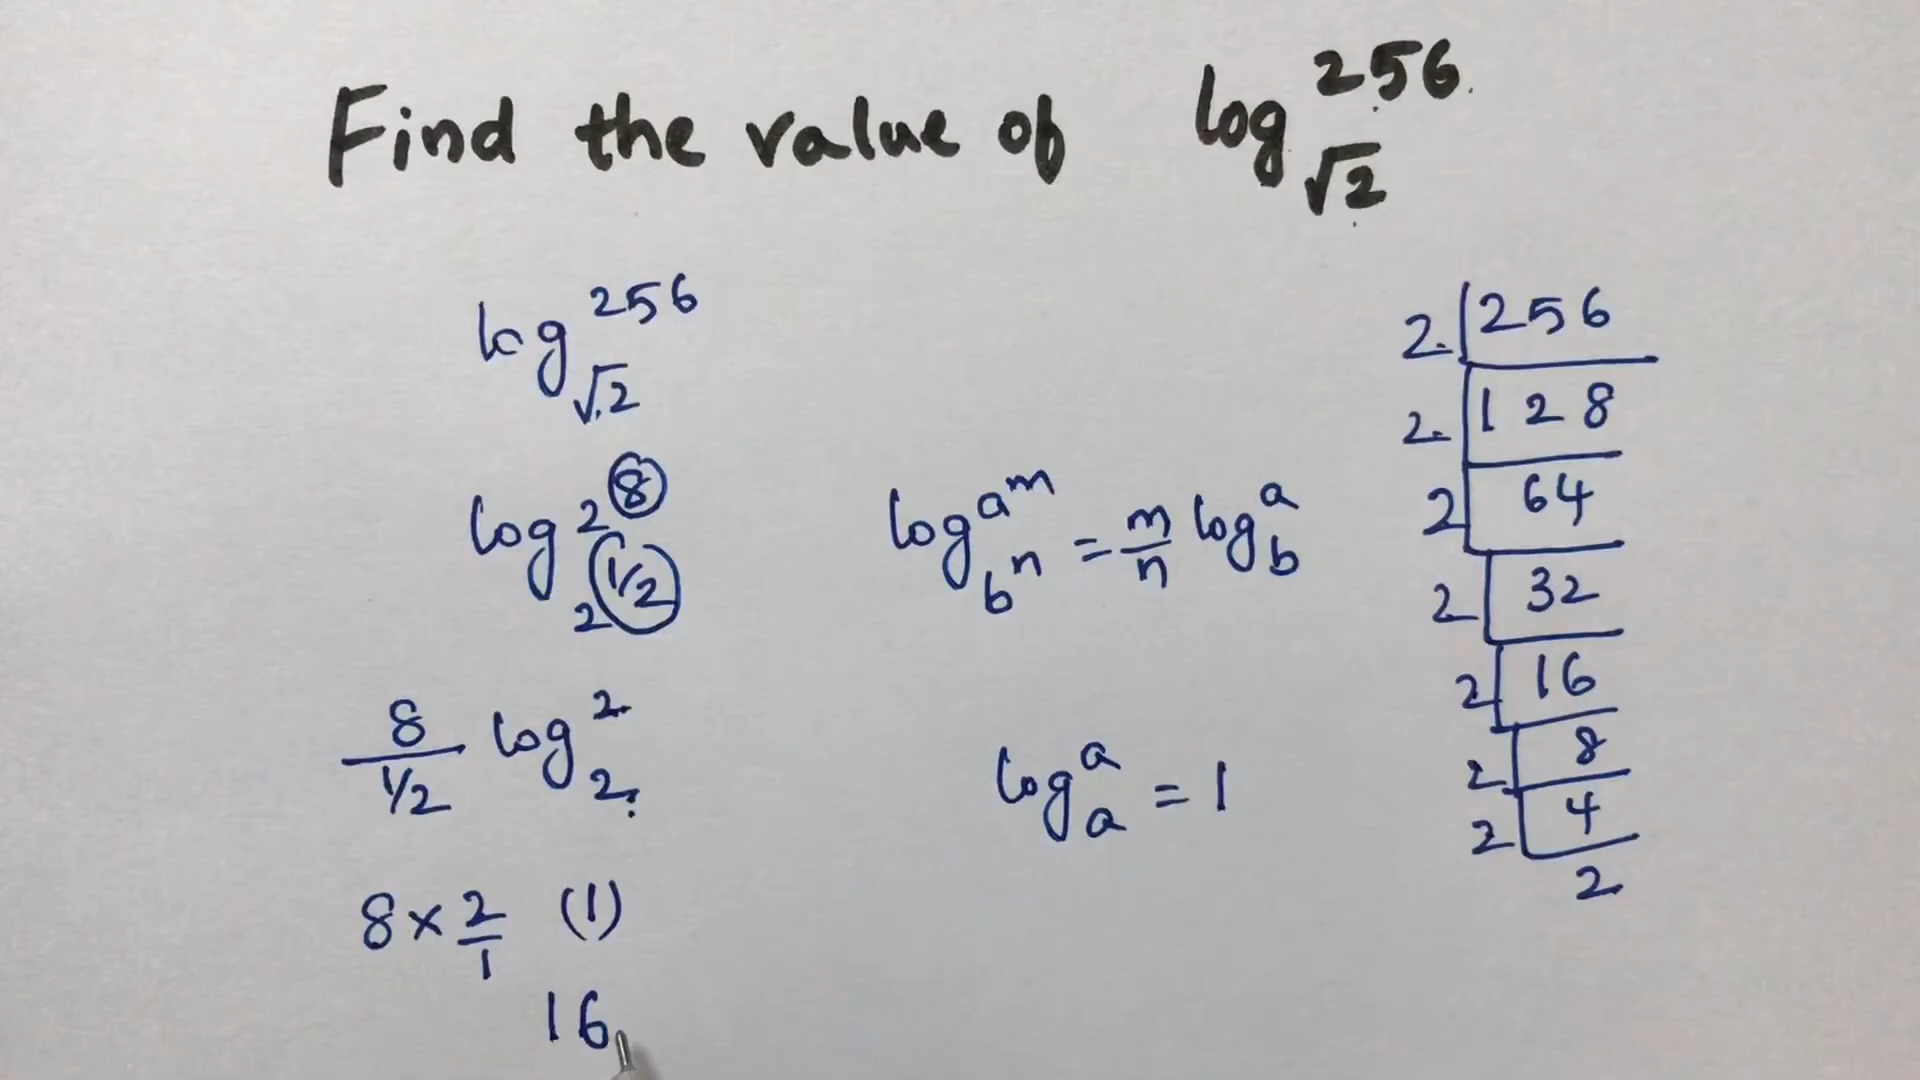 Find the value of log √2 256
log √2 256
log 2^(1/2) 2^8
8/(1/2) log 2 2
8 × 2/1 (1)
16
log b^n a^m = m/n log b a
log a a = 1
2 | 256
2 | 128
2 | 64
2 | 32
2 | 16
2 | 8
2 | 4
2